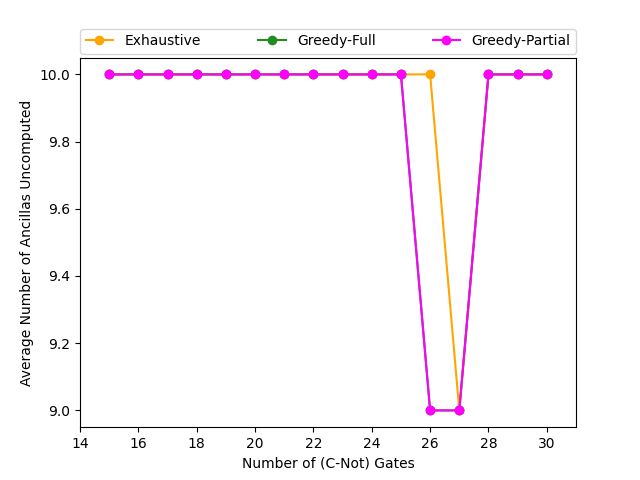 Exhaustive Greedy-Full Greedy-Partial
10.0
9.8
9.6
9.4
9.2
9.0
Average Number of Ancillas Uncomputed
14 16 18 20 22 24 26 28 30
Number of (C-Not) Gates